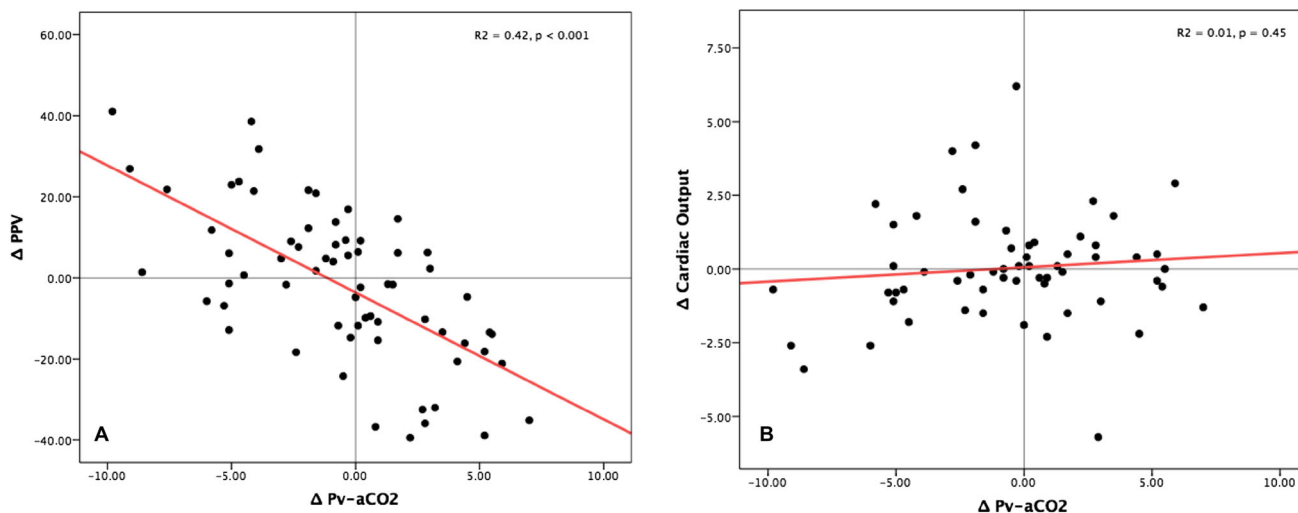 R2 = 0.42, p < 0.001
60.00
40.00
20.00
0.00
−20.00
−40.00
Δ PPV
A
−10.00 −5.00 0.00 5.00 10.00
Δ Pv−aCO2
R2 = 0.01, p = 0.45
7.50
5.00
2.50
0.00
−2.50
−5.00
Δ Cardiac Output
B
−10.00 −5.00 0.00 5.00 10.00
Δ Pv−aCO2